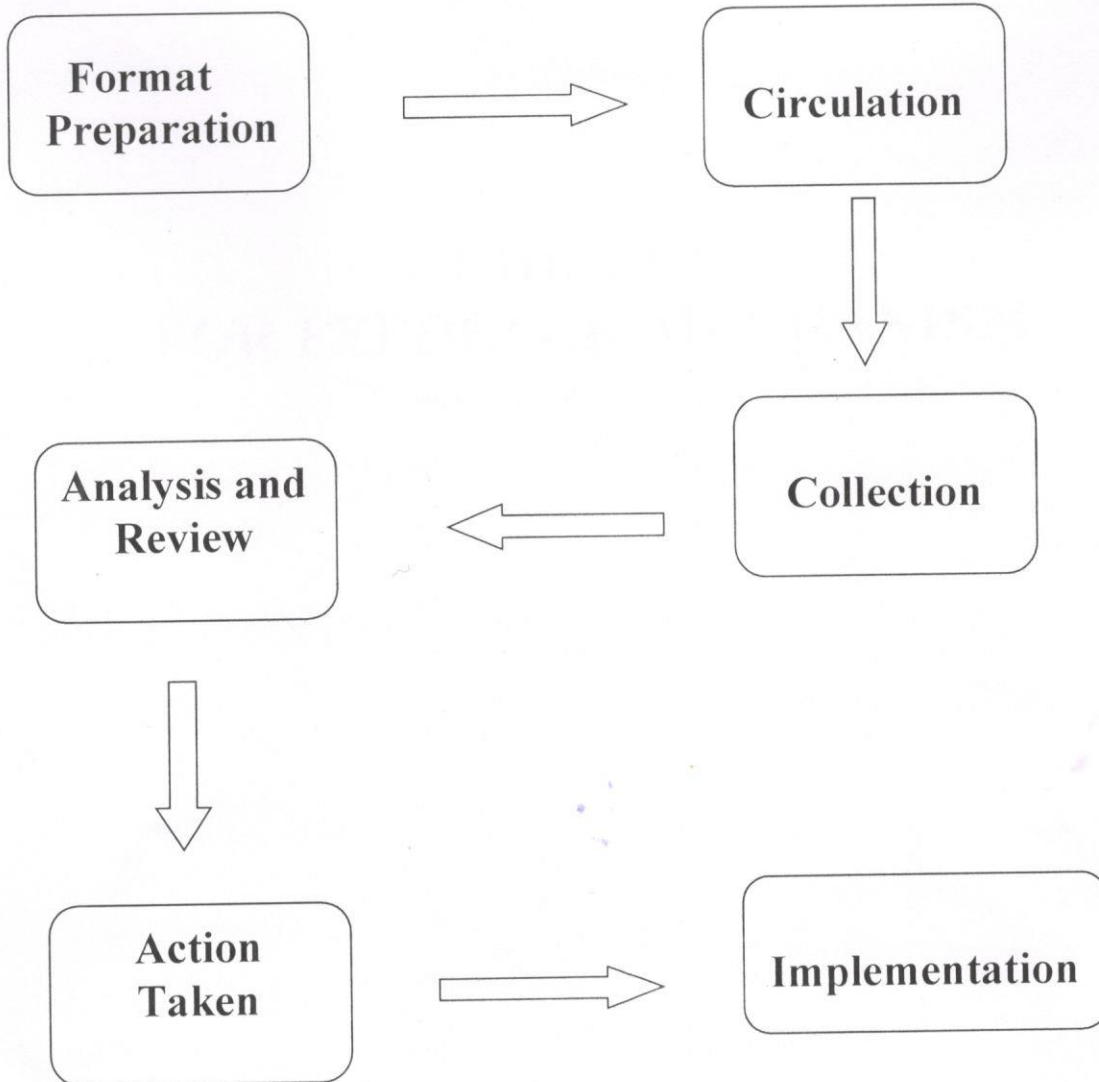 Format
Preparation
Circulation
Collection
Analysis and
Review
Action
Taken
Implementation